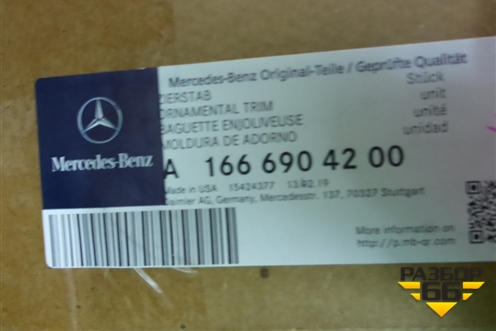 Mercedes-Benz Original-Teile / Geprüfte Qualität
ZIERSTAB
Stück
ORNAMENTAL TRIM
unit
BAGUETTE ENJOLIVEUSE
unité
MOLDURA DE ADORNO
unidad
Mercedes-Benz
A 166 690 42 00
Made in USA 15424377 13.02.19
Daimler AG, Germany, Mercedesstr. 137, 70327 Stuttgart
More info on:
http://p.mb-qr.com
РАЗБОР
66